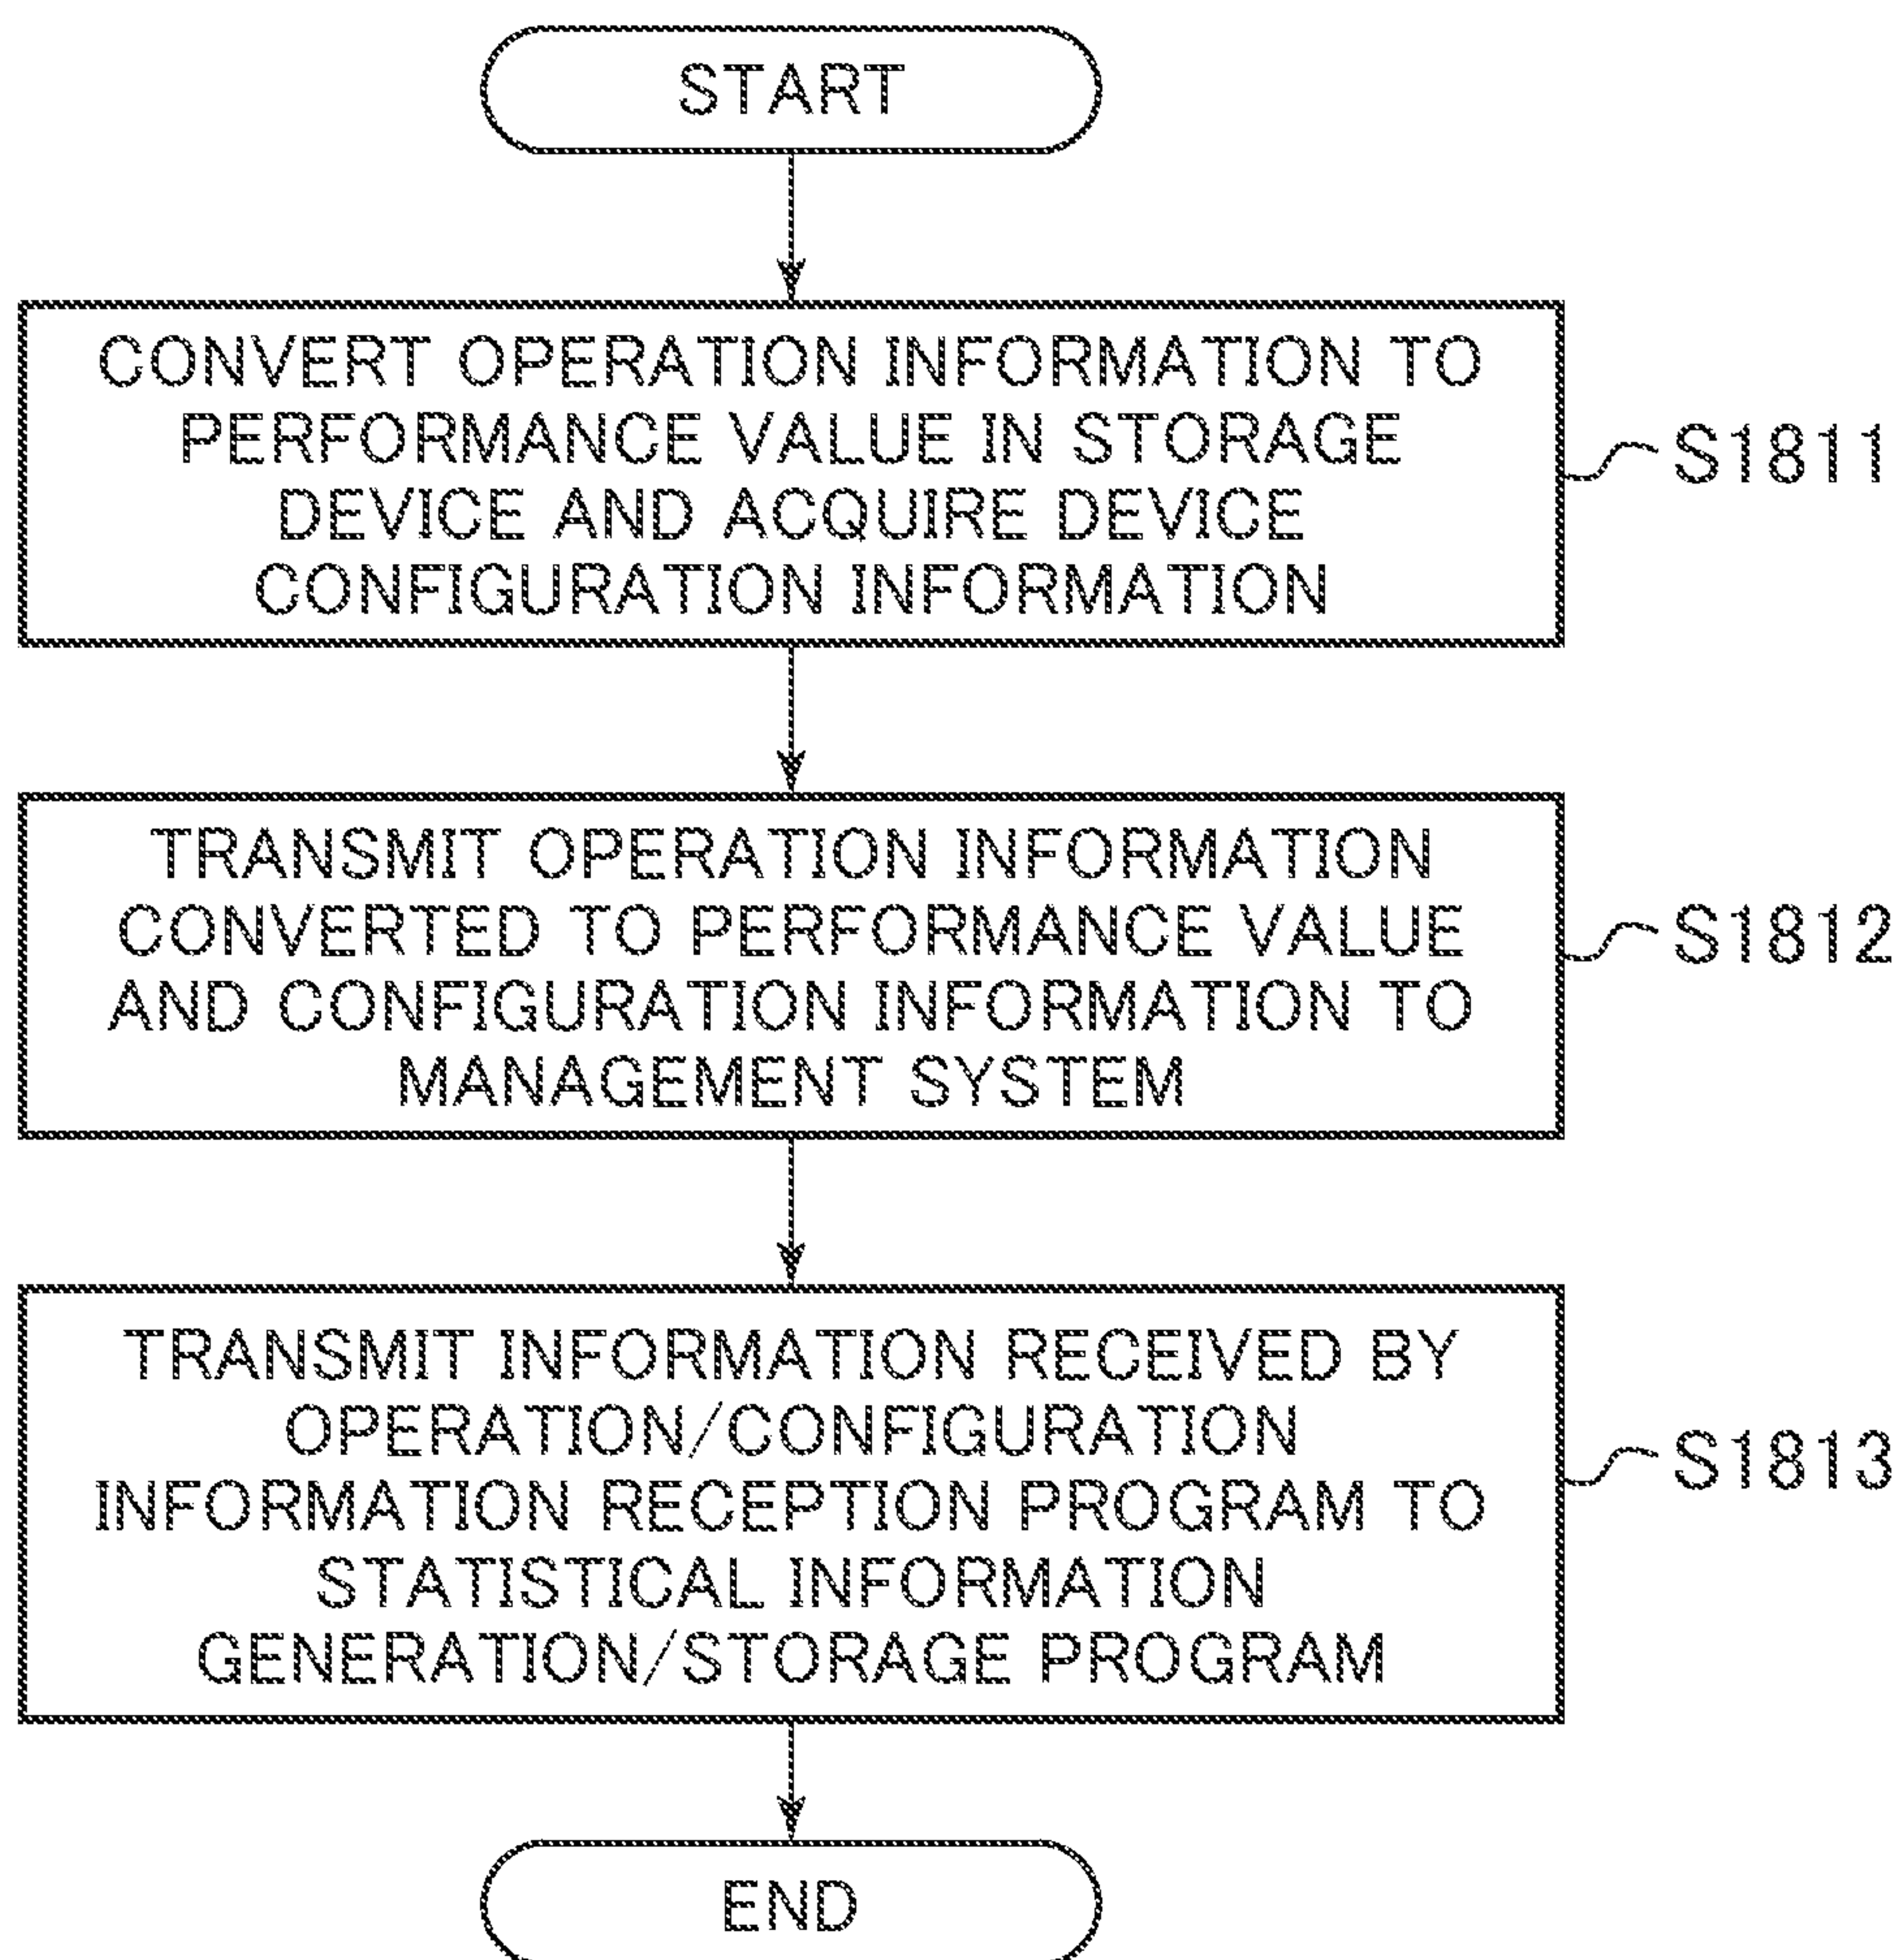 START
CONVERT OPERATION INFORMATION TO
PERFORMANCE VALUE IN STORAGE
DEVICE AND ACQUIRE DEVICE
CONFIGURATION INFORMATION
S1811
TRANSMIT OPERATION INFORMATION
CONVERTED TO PERFORMANCE VALUE
AND CONFIGURATION INFORMATION TO
MANAGEMENT SYSTEM
S1812
TRANSMIT INFORMATION RECEIVED BY
OPERATION/CONFIGURATION
INFORMATION RECEPTION PROGRAM TO
STATISTICAL INFORMATION
GENERATION/STORAGE PROGRAM
S1813
END